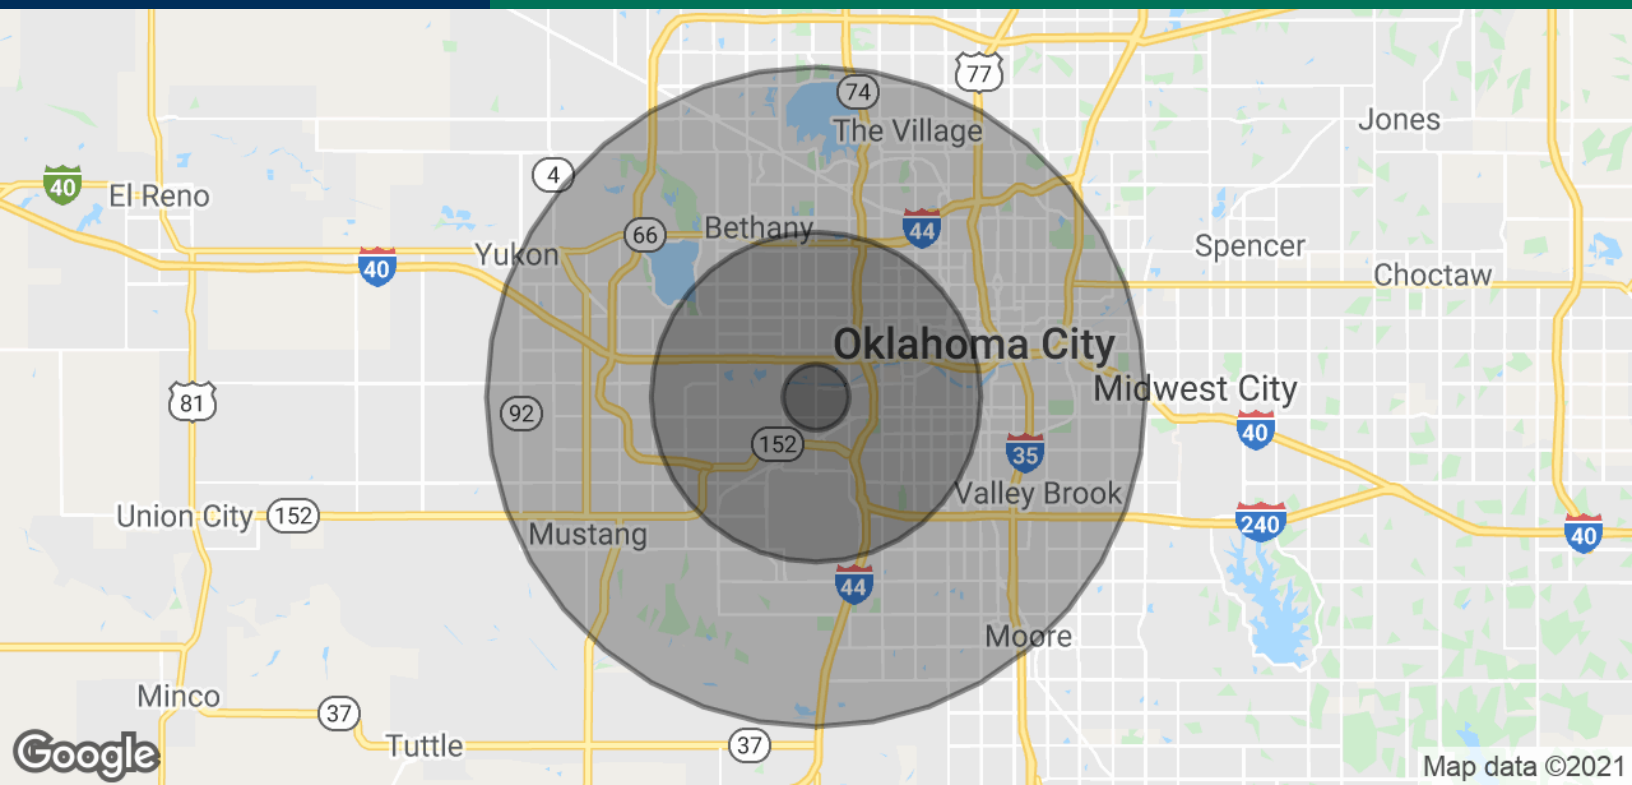 77
74
The Village
Jones
4
40
El Reno
66
Bethany
44
Yukon
40
Spencer
Choctaw
Oklahoma City
Midwest City
81
92
40
152
35
Valley Brook
Union City
152
Mustang
240
40
44
Moore
Minco
37
Tuttle
37
Google
Map data ©2021